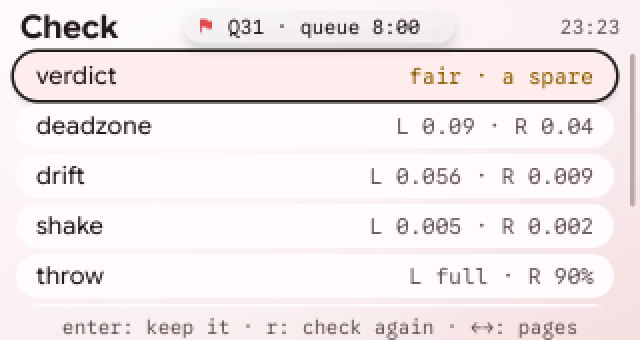 Check
Q31 · queue 8:00
23:23
verdict fair · a spare
deadzone L 0.09 · R 0.04
drift L 0.056 · R 0.009
shake L 0.005 · R 0.002
throw L full · R 90%
enter: keep it · r: check again · ↔: pages